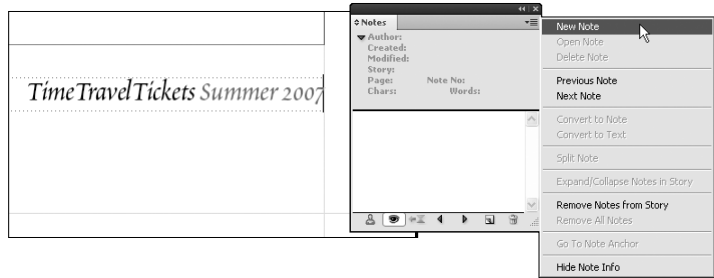 TimeTravelTickets Summer 2007
Notes
Author:
Created:
Modified:
Story:
Page: Note No:
Chars: Words:
New Note
Open Note
Delete Note
Previous Note
Next Note
Convert to Note
Convert to Text
Split Note
Expand/Collapse Notes in Story
Remove Notes from Story
Remove All Notes
Go To Note Anchor
Hide Note Info